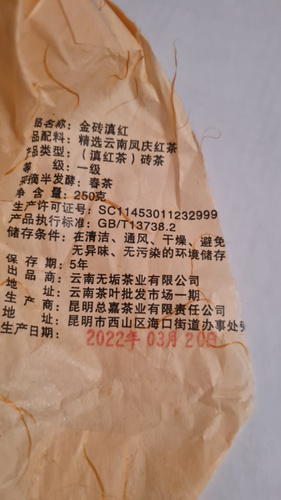 品名称：金砖滇红
品配料：精选云南凤庆红茶
产品类型：（滇红茶）砖茶
等 级：一级
采摘半发酵：春茶
净 含 量：250克
生产许可证号：SC11453011232999
产品执行标准：GB/T13738.2
储存条件：在清洁、通风、干燥、避免
无异味、无污染的环境储存
保 存 期：5年
出 品 商：云南无垢茶业有限公司
地 址：云南茶叶批发市场一期
生 产 商：昆明总嘉茶业有限责任公司
地 址：昆明市西山区海口街道办事处
生产日期：2022年 03月 20日